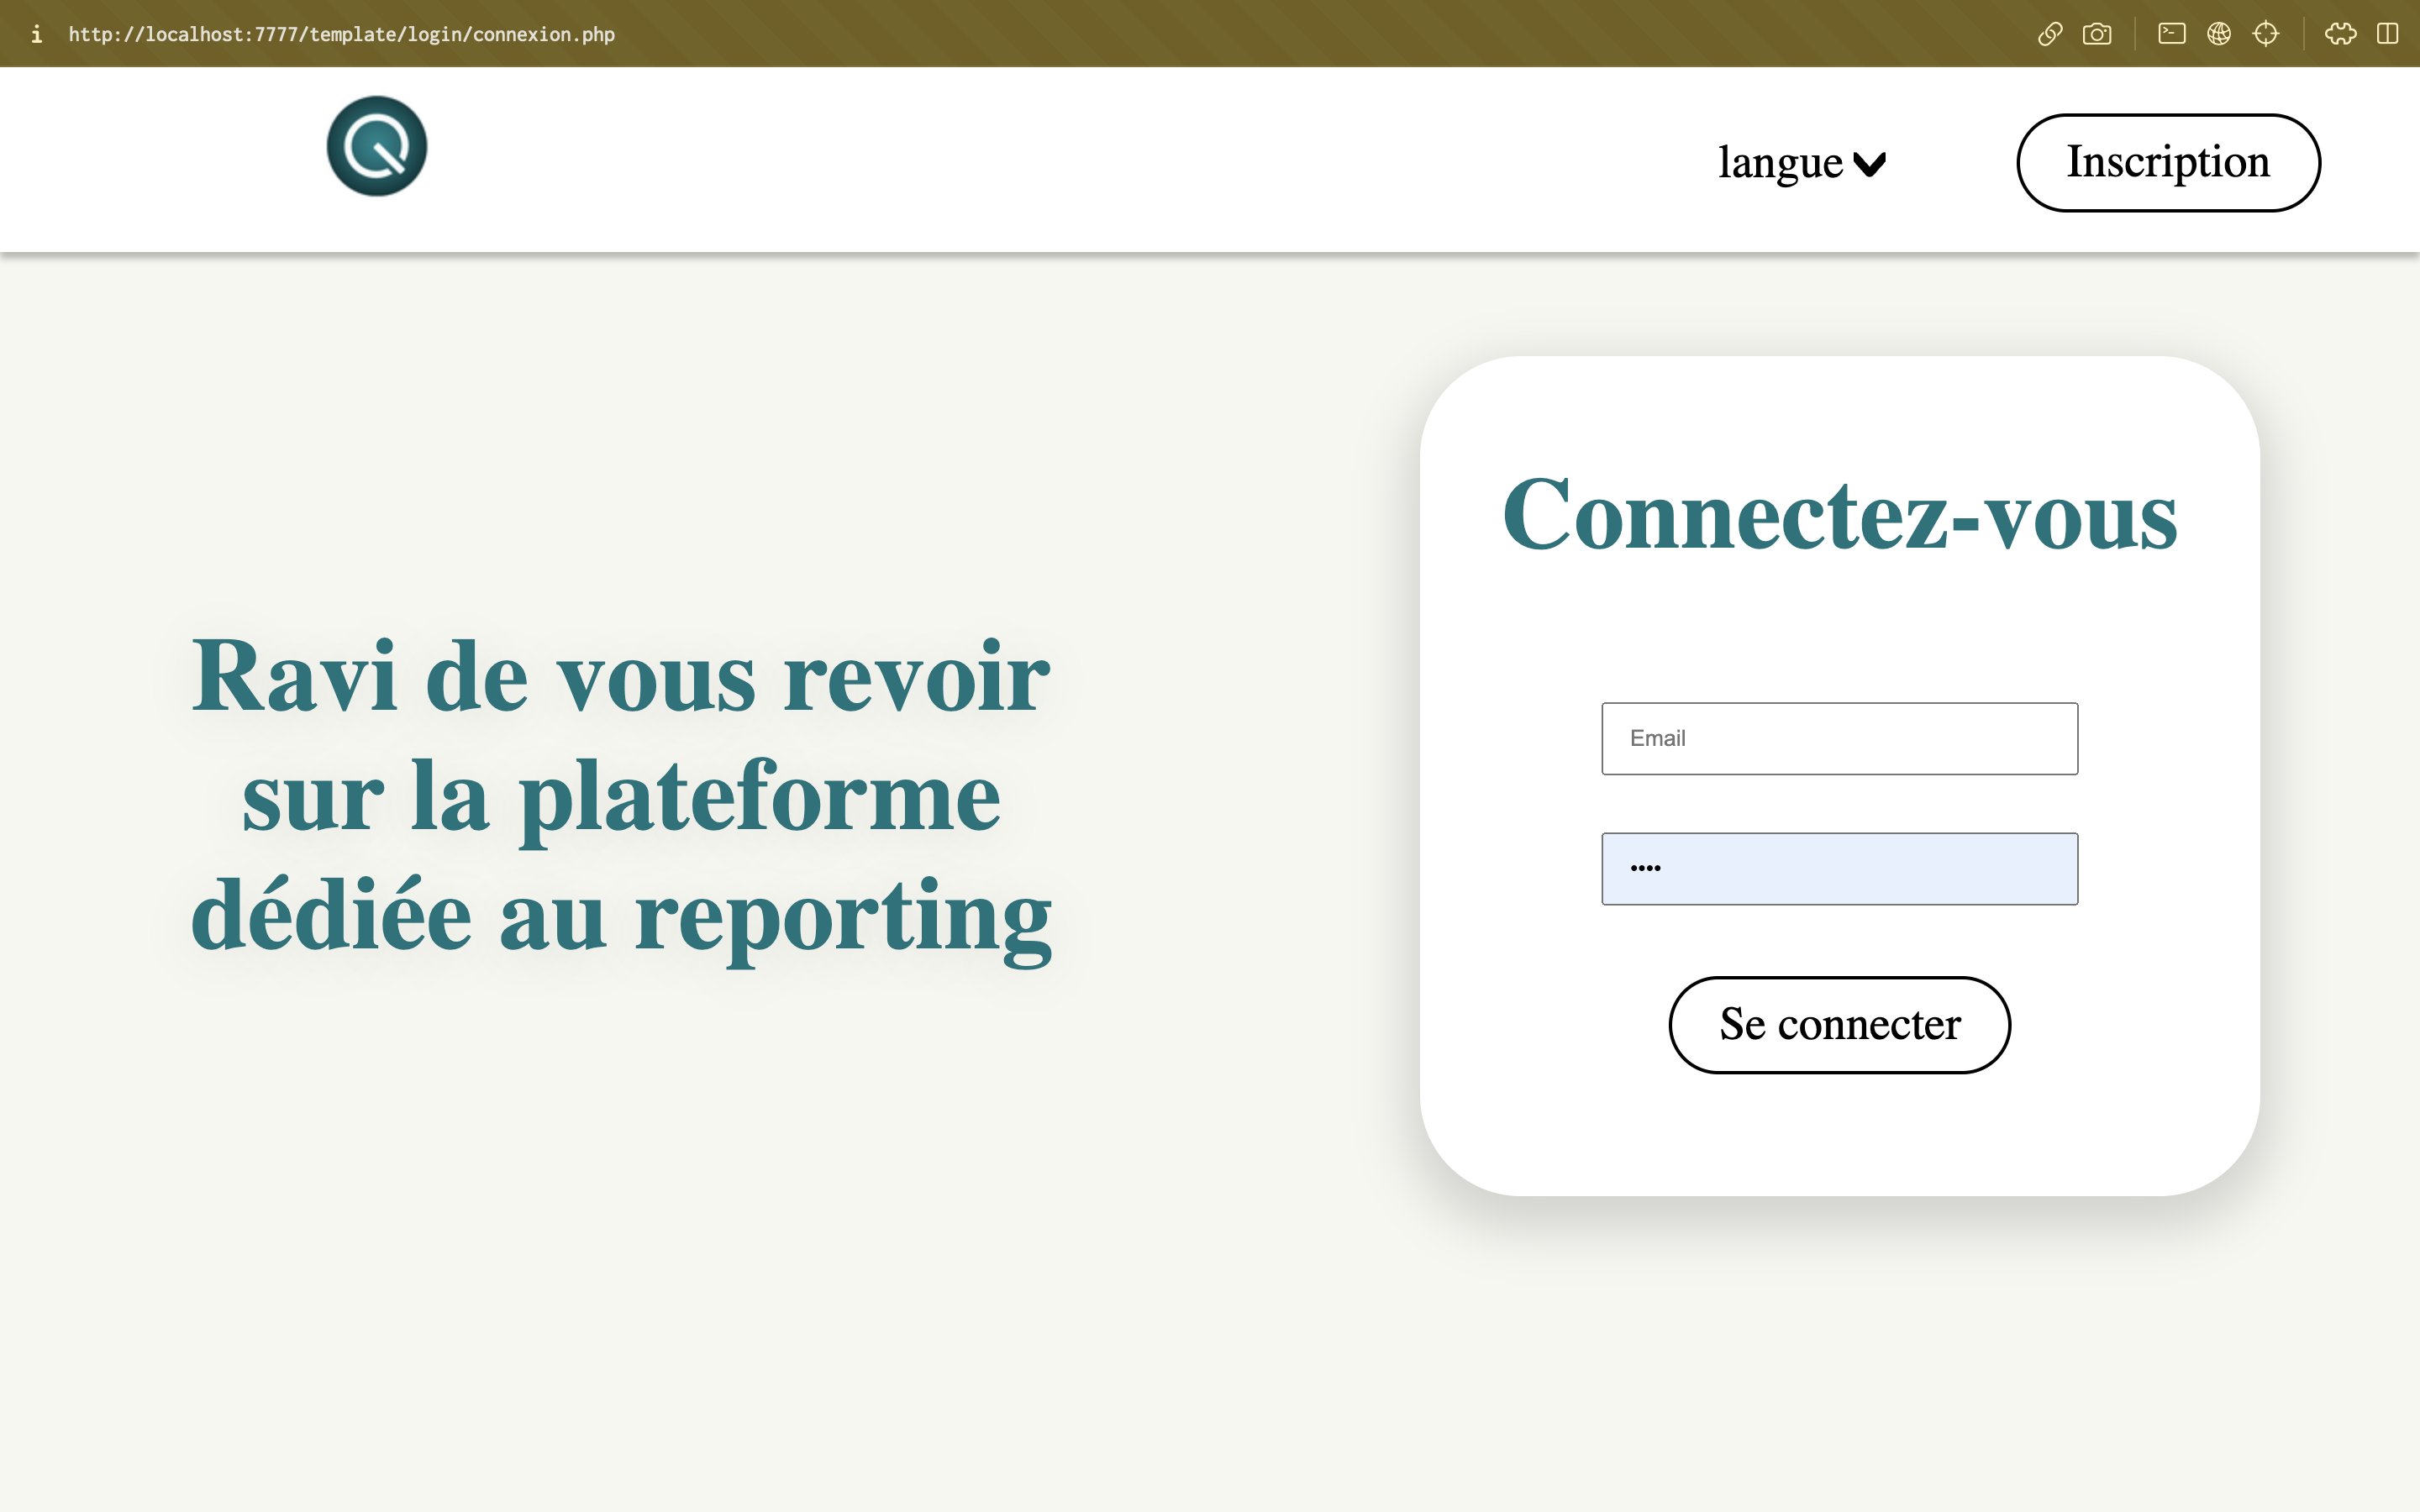 http://localhost:7777/template/login/connexion.php
langue
Inscription
Ravi de vous revoir
sur la plateforme
dédiée au reporting
Connectez-vous
Email
••••
Se connecter